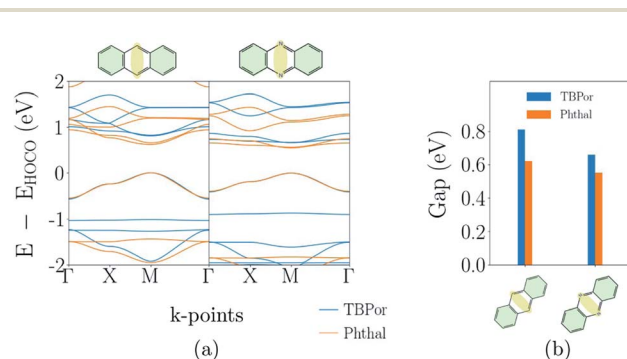 N
N
E − E_HOCO (eV)
2
1
0
-1
-2
Γ X M Γ X M Γ
k-points
TBPor
Phthal
(a)
TBPor
Phthal
Gap (eV)
0.8
0.6
0.4
0.2
0.0
(b)